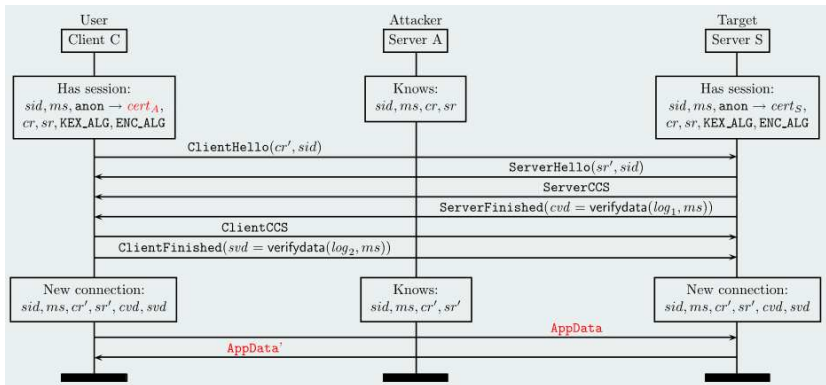 User Attacker Target
Client C Server A Server S
Has session: Knows: Has session:
sid, ms, anon → cert_A, sid, ms, cr, sr sid, ms, anon → cert_S,
cr, sr, KEX_ALG, ENC_ALG cr, sr, KEX_ALG, ENC_ALG
ClientHello(cr′, sid)
ServerHello(sr′, sid)
ServerCCS
ServerFinished(cvd = verifydata(log₁, ms))
ClientCCS
ClientFinished(svd = verifydata(log₂, ms))
New connection: Knows: New connection:
sid, ms, cr′, sr′, cvd, svd sid, ms, cr′, sr′ sid, ms, cr′, sr′, cvd, svd
AppData
AppData'